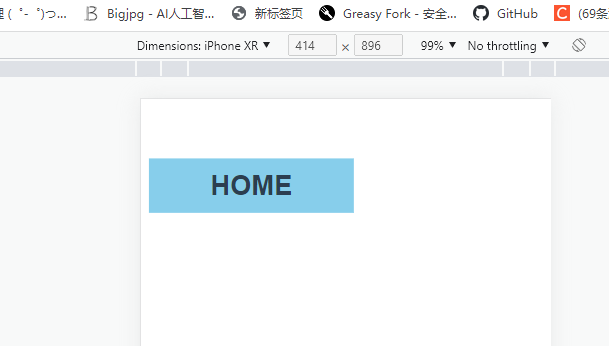 理 (゜-゜)つ... Bigjpg - AI人工智... 新标签页 Greasy Fork - 安全... GitHub C (69条
Dimensions: iPhone XR ▼ 414 × 896 99% ▼ No throttling ▼
HOME